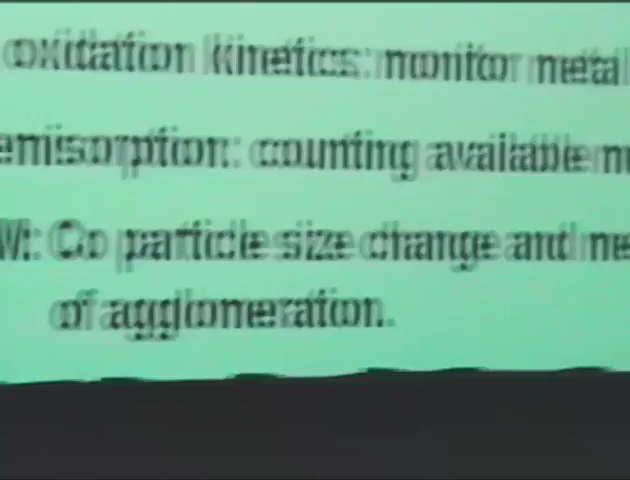 oxidation kinetics: monitor metal
emisorption: counting available
M: Co particle size change and
of agglomeration.